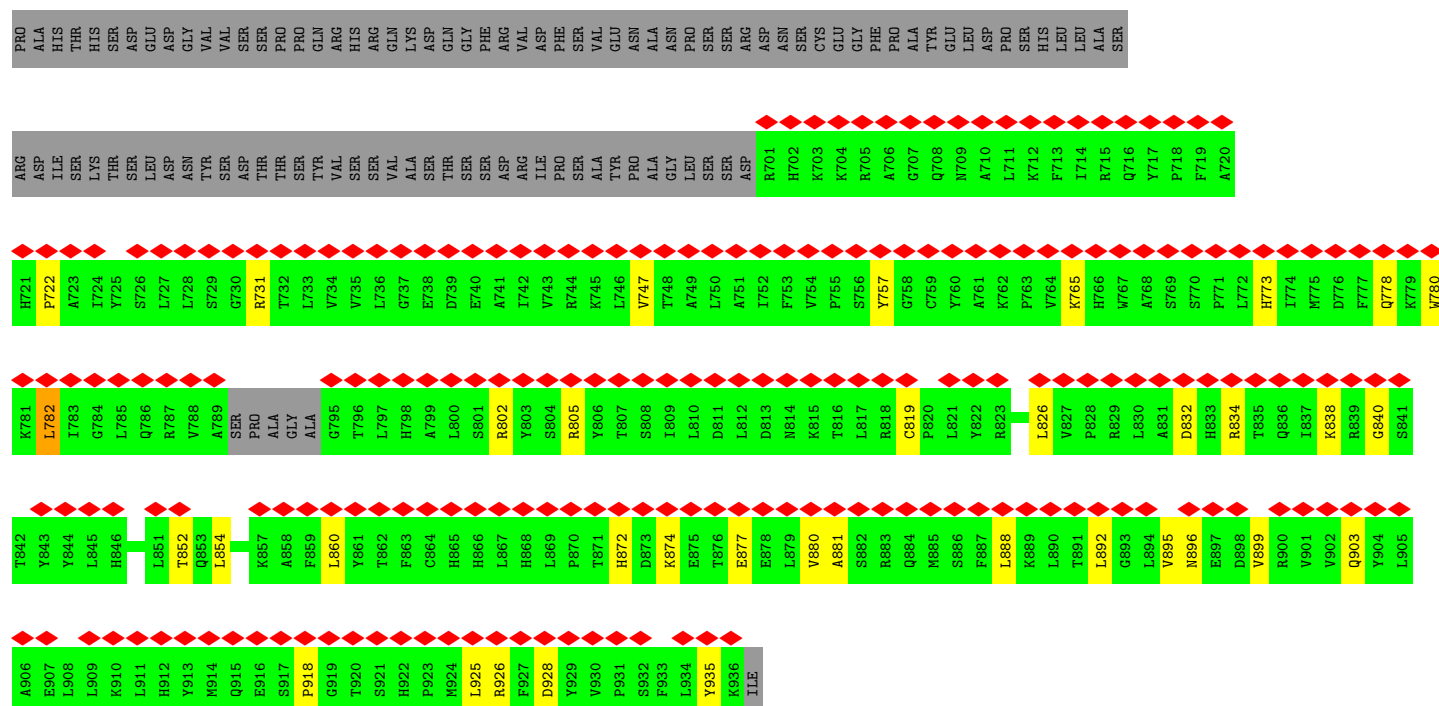 PRO ALA HIS THR HIS SER ASP GLU ASP GLY VAL VAL SER SER PRO PRO GLN ARG HIS ARG GLN LYS ASP GLN GLY PHE ARG VAL ASP PHE SER VAL GLU ASN ALA ASN PRO SER SER ARG ASP ASN SER CYS GLU GLY PHE PRO ALA TYR GLU LEU ASP PRO SER HIS LEU LEU ALA SER
ARG ASP ILE SER LYS THR SER LEU ASP ASN TYR SER ASP THR THR SER TYR VAL SER SER VAL ALA SER THR SER SER ASP ARG ILE PRO SER ALA TYR PRO ALA GLY LEU SER SER ASP R701 H702 K703 K704 R705 A706 G707 Q708 N709 A710 L711 K712 F713 I714 R715 Q716 Y717 P718 F719 A720
H721 P722 A723 I724 Y725 S726 L727 L728 S729 G730 R731 T732 L733 V734 V735 L736 G737 E738 D739 E740 A741 I742 V743 R744 K745 L746 V747 T748 A749 L750 A751 I752 F753 V754 P755 S756 Y757 G758 C759 Y760 A761 K762 P763 V764 K765 H766 W767 A768 S769 S770 P771 L772 H773 I774 M775 D776 F777 Q778 K779 W780
K781 L782 I783 G784 L785 Q786 R787 V788 A789 SER PRO ALA GLY ALA G795 T796 L797 H798 A799 L800 S801 R802 Y803 S804 R805 Y806 T807 S808 I809 L810 D811 L812 D813 N814 K815 T816 L817 R818 C819 P820 L821 Y822 R823 L826 V827 P828 R829 L830 A831 D832 H833 R834 T835 Q836 I837 K838 R839 G840 S841
T842 Y843 Y844 L845 H846 L851 T852 Q853 L854 K857 A858 F859 L860 Y861 T862 F863 C864 H865 H866 L867 H868 L869 P870 T871 H872 D873 K874 E875 T876 E877 E878 L879 V880 A881 S882 R883 Q884 M885 S886 F887 L888 K889 L890 T891 L892 G893 L894 V895 N896 E897 D898 V899 R900 V901 V902 Q903 Y904 L905
A906 E907 L908 L909 K910 L911 H912 Y913 M914 Q915 E916 S917 P918 G919 T920 S921 H922 P923 M924 L925 R926 F927 D928 Y929 V930 P931 S932 F933 L934 Y935 K936 ILE